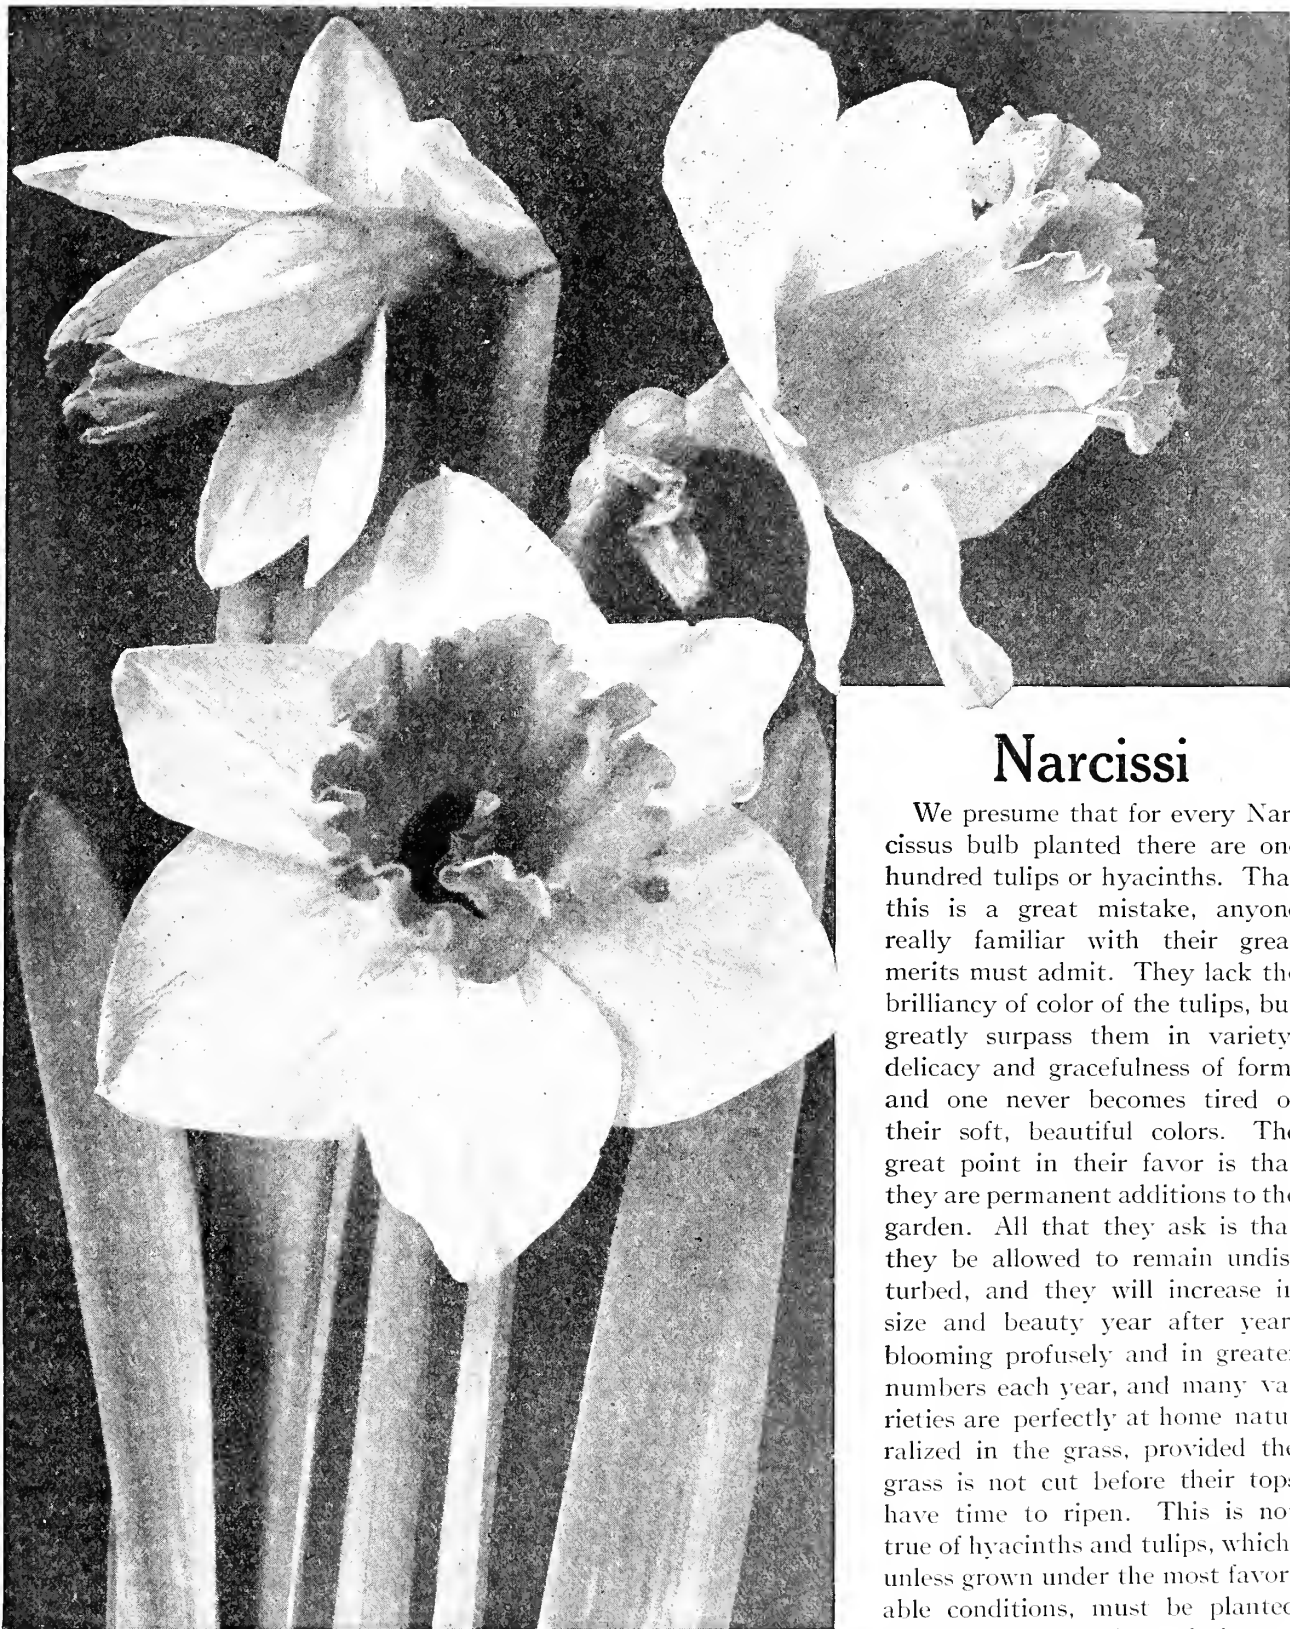 Narcissi
We presume that for every Nar
cissus bulb planted there are on
hundred tulips or hyacinths. Tha
this is a great mistake, anyon
really familiar with their grea
merits must admit. They lack th
brilliancy of color of the tulips, bu
greatly surpass them in variety
delicacy and gracefulness of form
and one never becomes tired o
their soft, beautiful colors. Th
great point in their favor is tha
they are permanent additions to th
garden. All that they ask is tha
they be allowed to remain undis
turbed, and they will increase i
size and beauty year after year
blooming profusely and in greater
numbers each year, and many va
rieties are perfectly at home natu
ralized in the grass, provided the
grass is not cut before their tops
have time to ripen. This is no
true of hyacinths and tulips, which
unless grown under the most favor
able conditions, must be planted